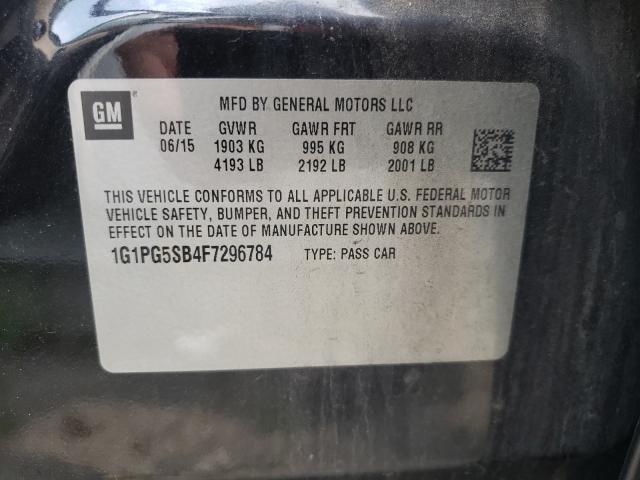 GM
MFD BY GENERAL MOTORS LLC
DATE GVWR GAWR FRT GAWR RR
06/15 1903 KG 995 KG 908 KG
4193 LB 2192 LB 2001 LB
THIS VEHICLE CONFORMS TO ALL APPLICABLE U.S. FEDERAL MOTOR
VEHICLE SAFETY, BUMPER, AND THEFT PREVENTION STANDARDS IN
EFFECT ON THE DATE OF MANUFACTURE SHOWN ABOVE.
1G1PG5SB4F7296784 TYPE: PASS CAR